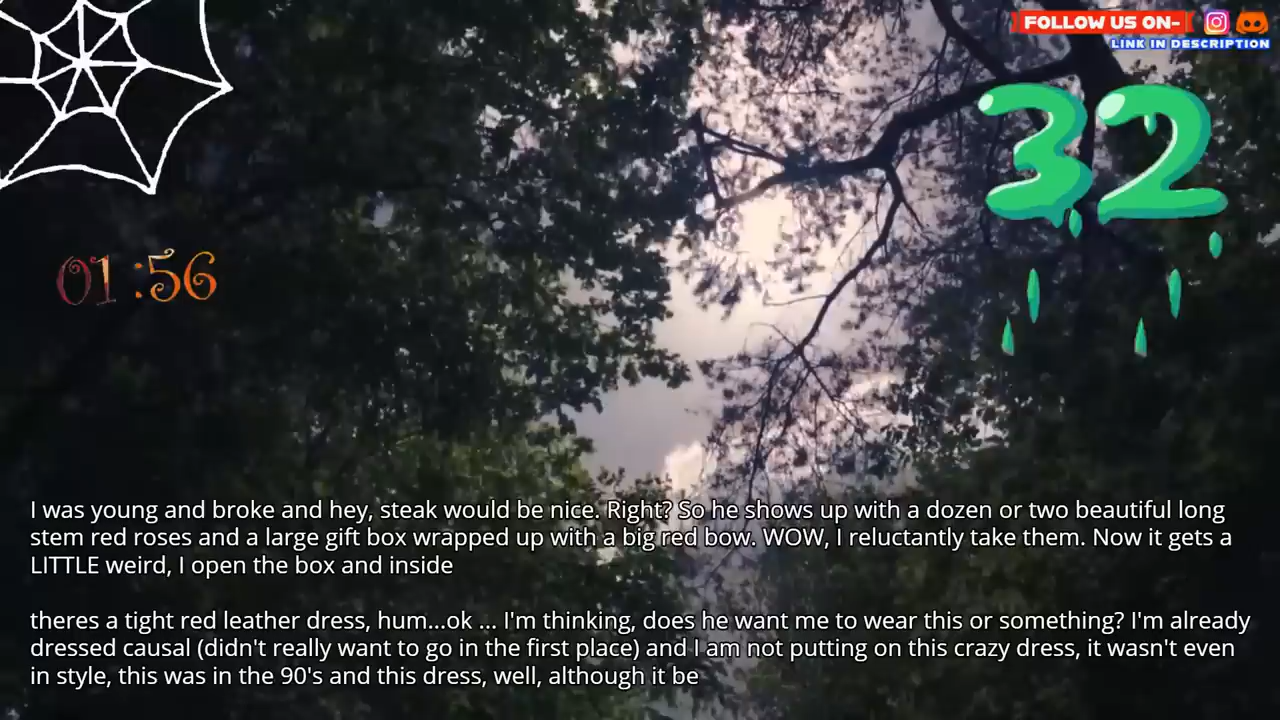 FOLLOW US ON-
LINK IN DESCRIPTION
32
01:56
I was young and broke and hey, steak would be nice. Right? So he shows up with a dozen or two beautiful long
stem red roses and a large gift box wrapped up with a big red bow. WOW, I reluctantly take them. Now it gets a
LITTLE weird, I open the box and inside
theres a tight red leather dress, hum...ok ... I'm thinking, does he want me to wear this or something? I'm already
dressed causal (didn't really want to go in the first place) and I am not putting on this crazy dress, it wasn't even
in style, this was in the 90's and this dress, well, although it be